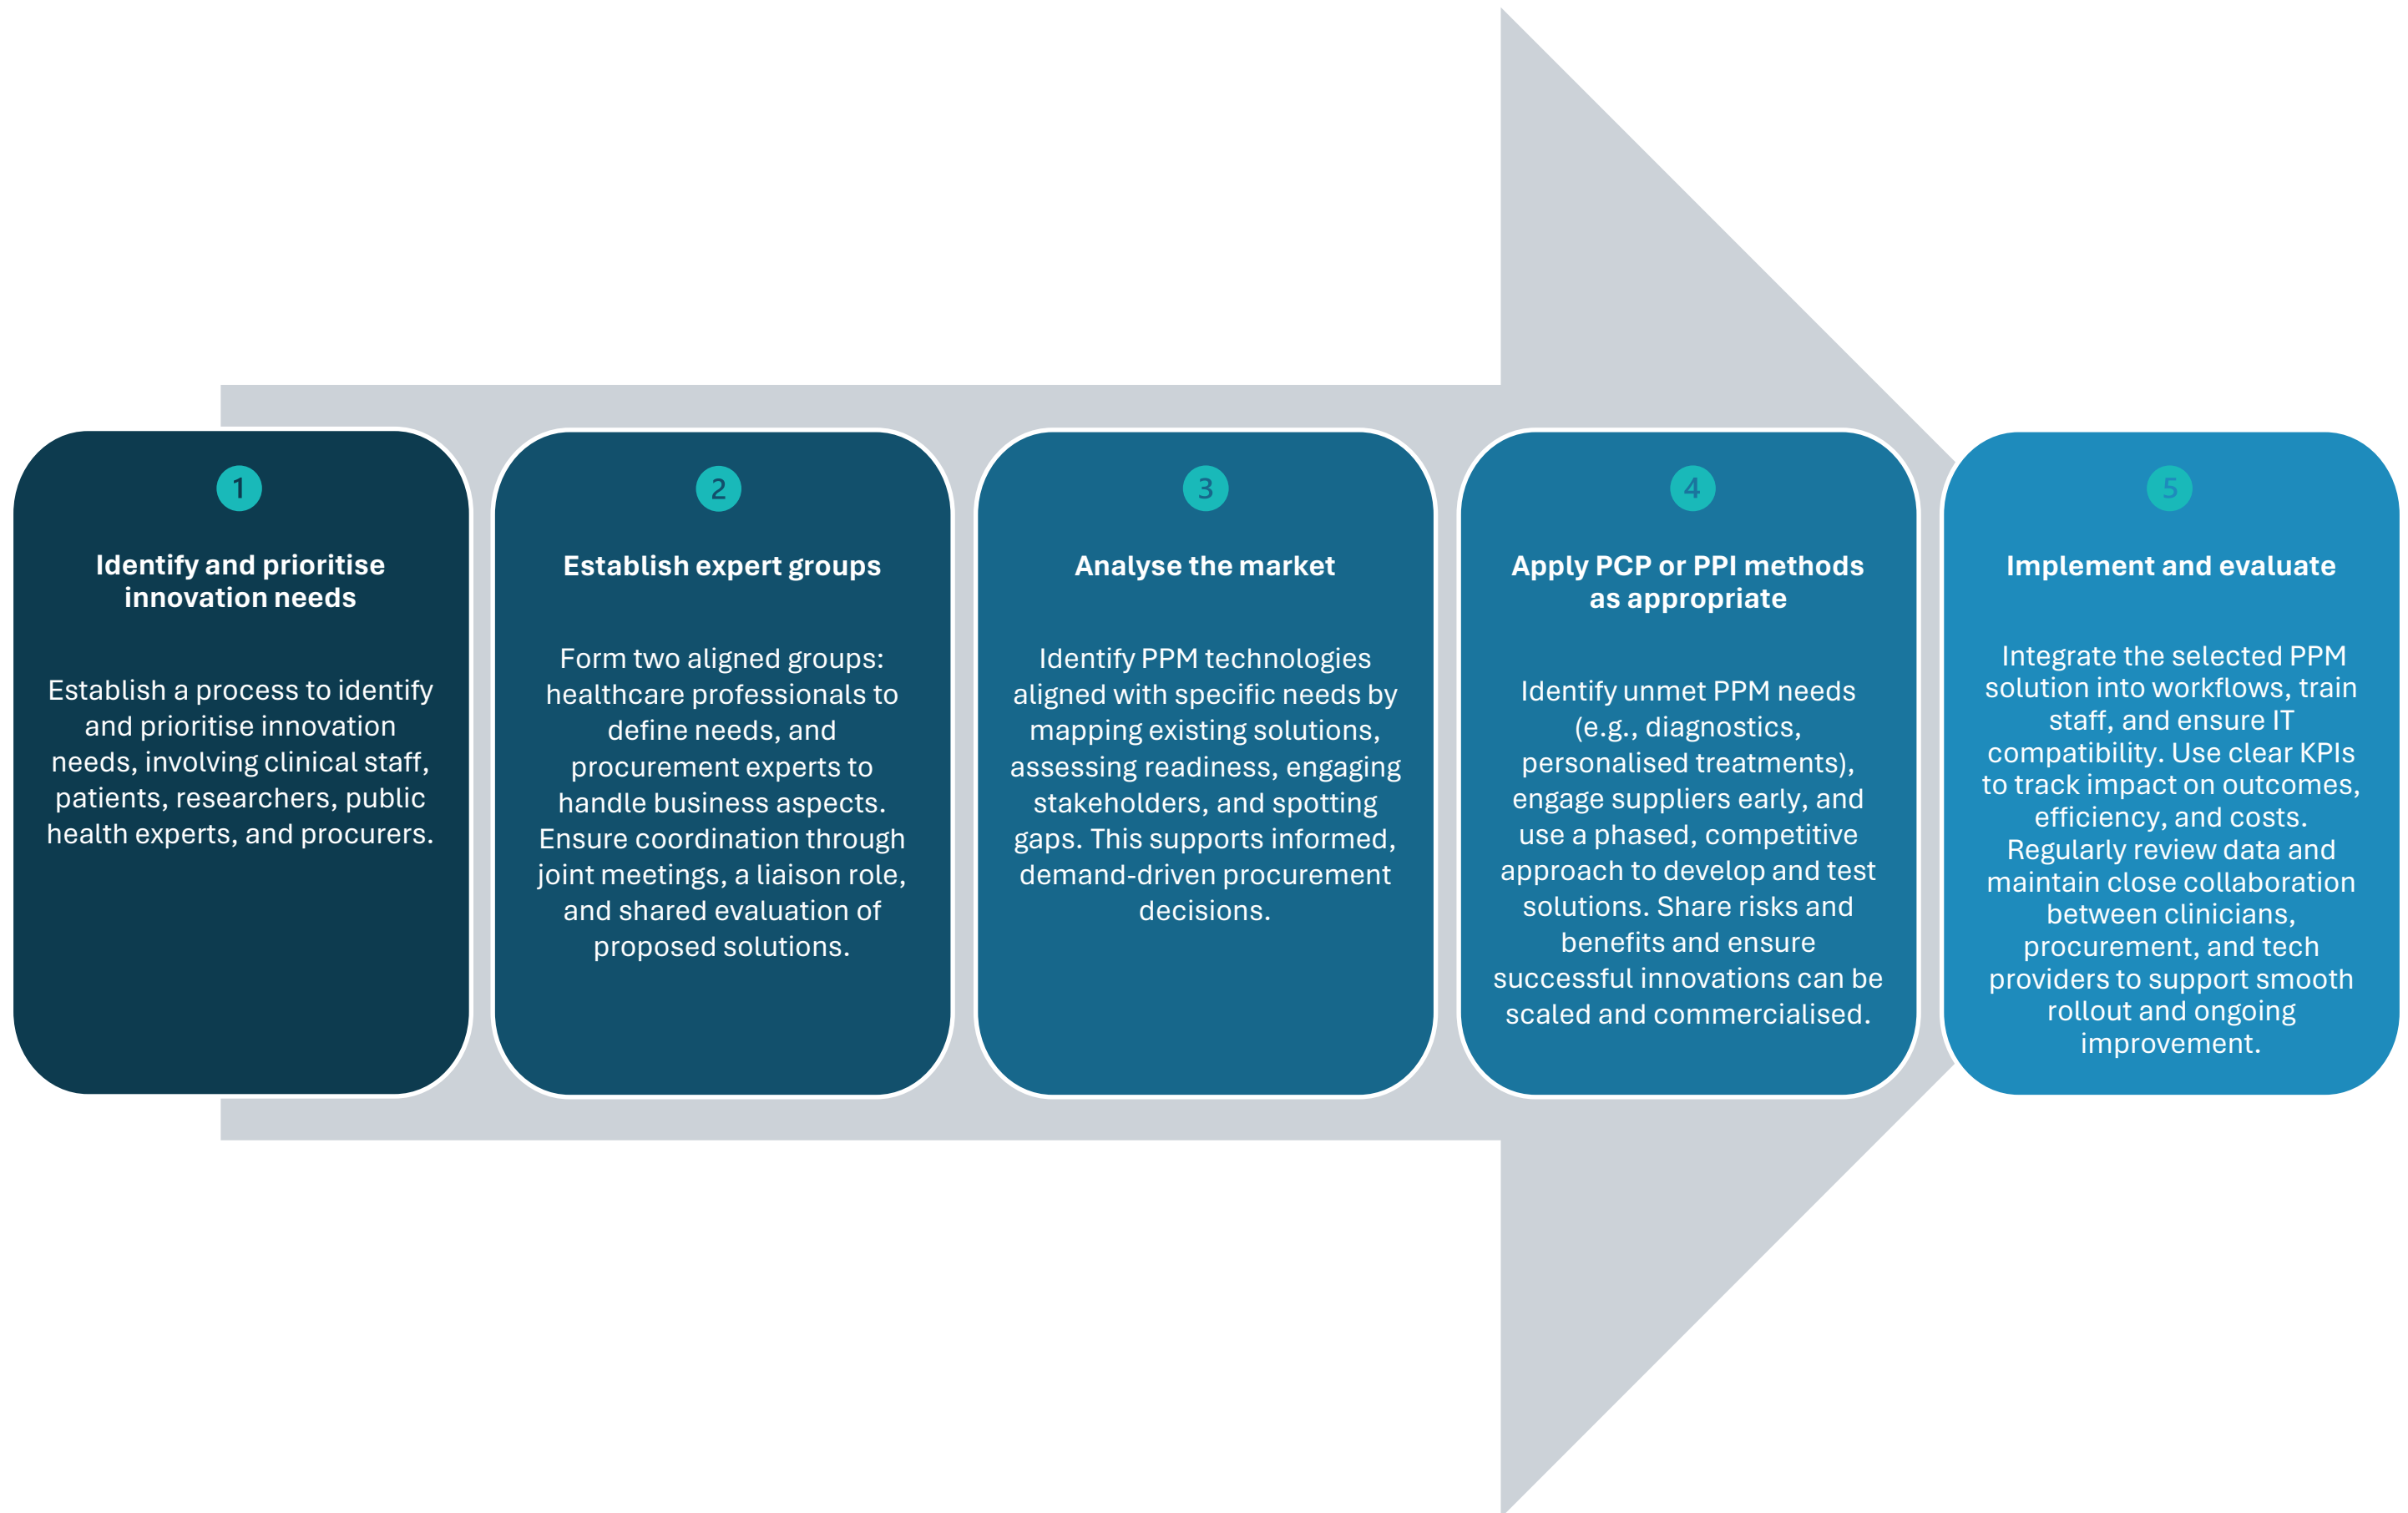 1
Identify and prioritise
innovation needs
Establish a process to identify
and prioritise innovation
needs, involving clinical staff,
patients, researchers, public
health experts, and procurers.
2
Establish expert groups
Form two aligned groups:
healthcare professionals to
define needs, and
procurement experts to
handle business aspects.
Ensure coordination through
joint meetings, a liaison role,
and shared evaluation of
proposed solutions.
3
Analyse the market
Identify PPM technologies
aligned with specific needs by
mapping existing solutions,
assessing readiness, engaging
stakeholders, and spotting
gaps. This supports informed,
demand-driven procurement
decisions.
4
Apply PCP or PPI methods
as appropriate
Identify unmet PPM needs
(e.g., diagnostics,
personalised treatments),
engage suppliers early, and
use a phased, competitive
approach to develop and test
solutions. Share risks and
benefits and ensure
successful innovations can be
scaled and commercialised.
5
Implement and evaluate
Integrate the selected PPM
solution into workflows, train
staff, and ensure IT
compatibility. Use clear KPIs
to track impact on outcomes,
efficiency, and costs.
Regularly review data and
maintain close collaboration
between clinicians,
procurement, and tech
providers to support smooth
rollout and ongoing
improvement.